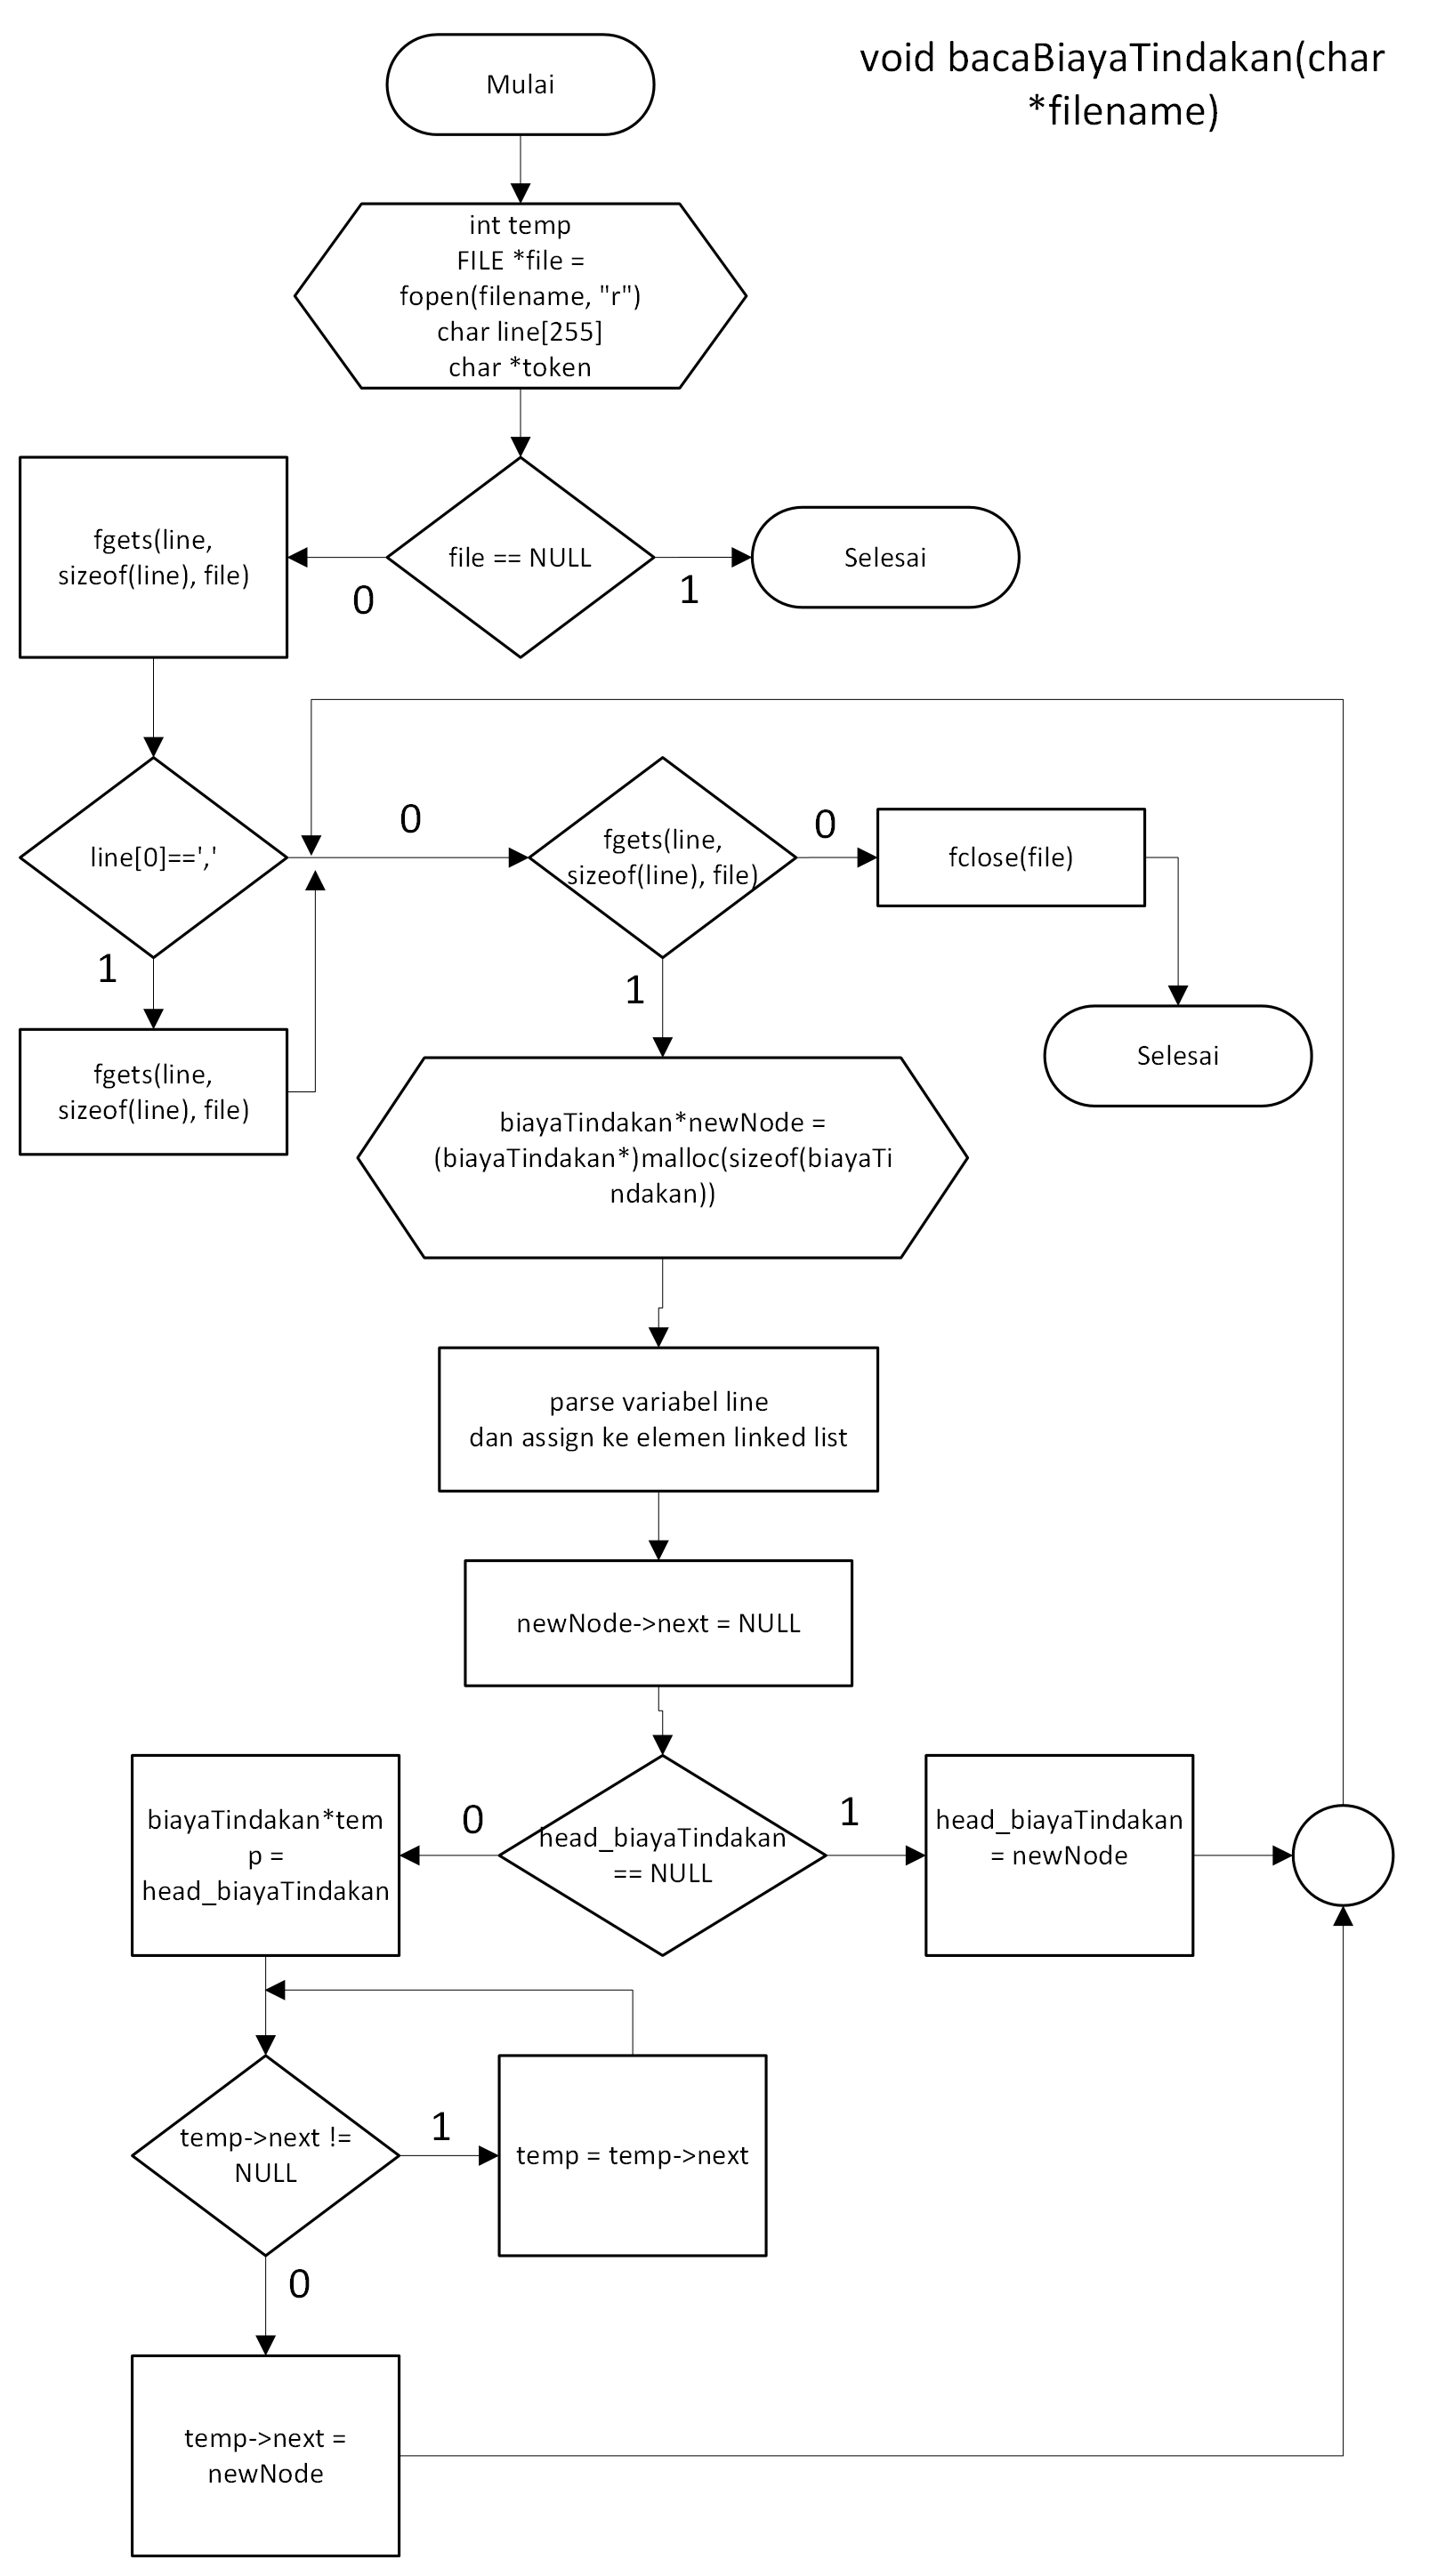 void bacaBiayaTindakan(char
*filename)
Mulai
int temp
FILE *file =
fopen(filename, "r")
char line[255]
char *token
file == NULL
0
1
Selesai
fgets(line,
sizeof(line), file)
line[0]==','
0
1
fgets(line,
sizeof(line), file)
fgets(line,
sizeof(line), file)
0
fclose(file)
Selesai
1
biayaTindakan*newNode =
(biayaTindakan*)malloc(sizeof(biayaTi
ndakan))
parse variabel line
dan assign ke elemen linked list
newNode->next = NULL
head_biayaTindakan
== NULL
0
1
head_biayaTindakan
= newNode
biayaTindakan*tem
p =
head_biayaTindakan
temp->next !=
NULL
1
temp = temp->next
0
temp->next =
newNode